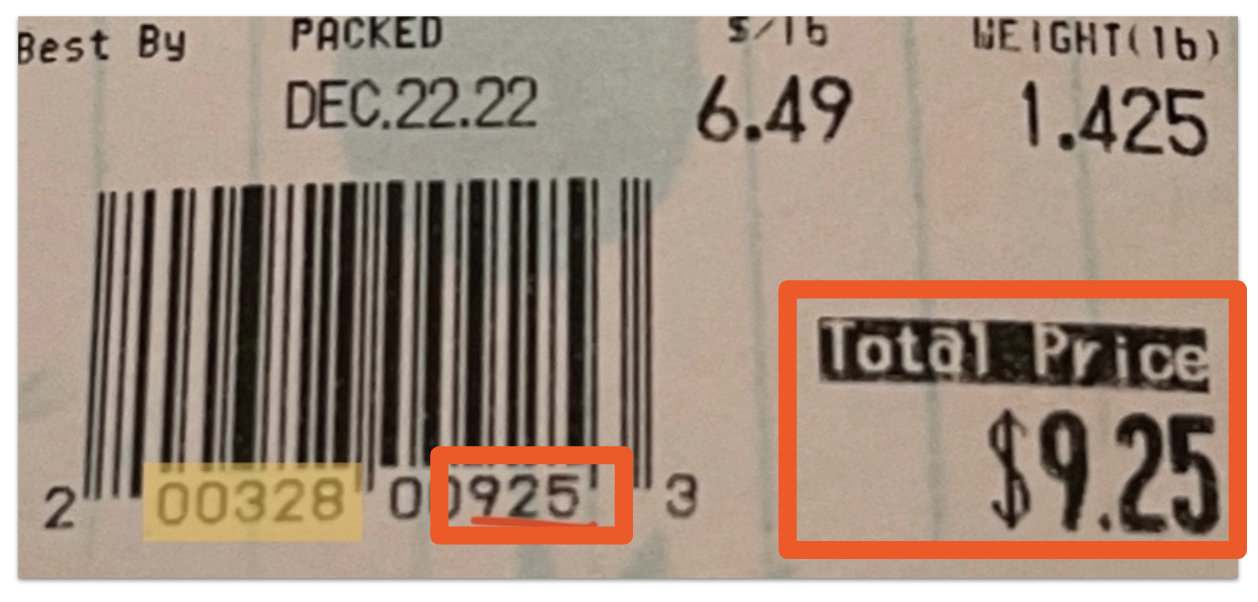 Best By PACKED $/lb WEIGHT(lb)
DEC.22.22 6.49 1.425
Total Price
$9.25
2 00328 00925 3